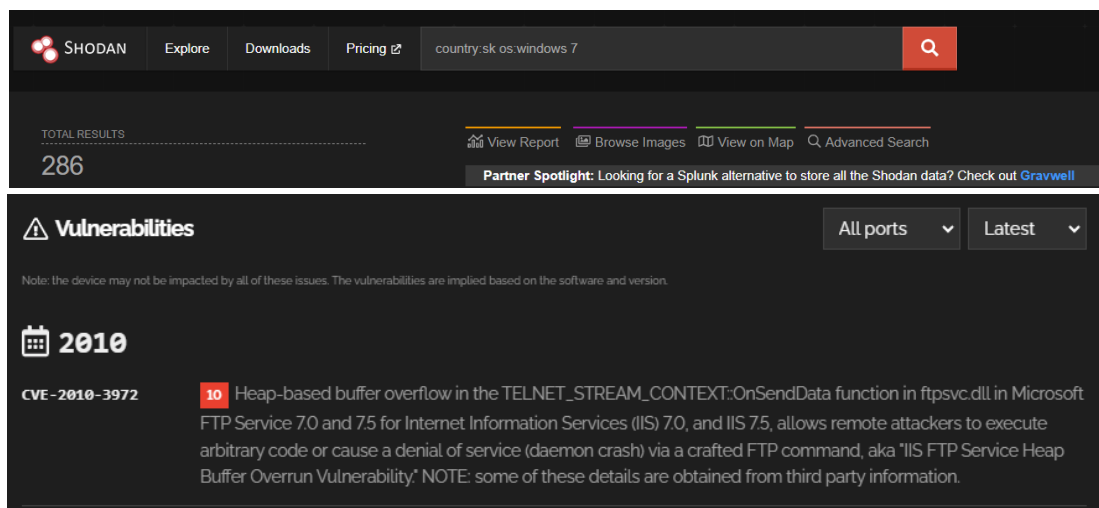 SHODAN Explore Downloads Pricing country:sk os:windows 7
TOTAL RESULTS
286
View Report Browse Images View on Map Advanced Search
Partner Spotlight: Looking for a Splunk alternative to store all the Shodan data? Check out Gravwell
Vulnerabilities
All ports Latest
Note: the device may not be impacted by all of these issues. The vulnerabilities are implied based on the software and version.
2010
CVE-2010-3972
10 Heap-based buffer overflow in the TELNET_STREAM_CONTEXT::OnSendData function in ftpsvc.dll in Microsoft
FTP Service 7.0 and 7.5 for Internet Information Services (IIS) 7.0, and IIS 7.5, allows remote attackers to execute
arbitrary code or cause a denial of service (daemon crash) via a crafted FTP command, aka "IIS FTP Service Heap
Buffer Overrun Vulnerability." NOTE: some of these details are obtained from third party information.